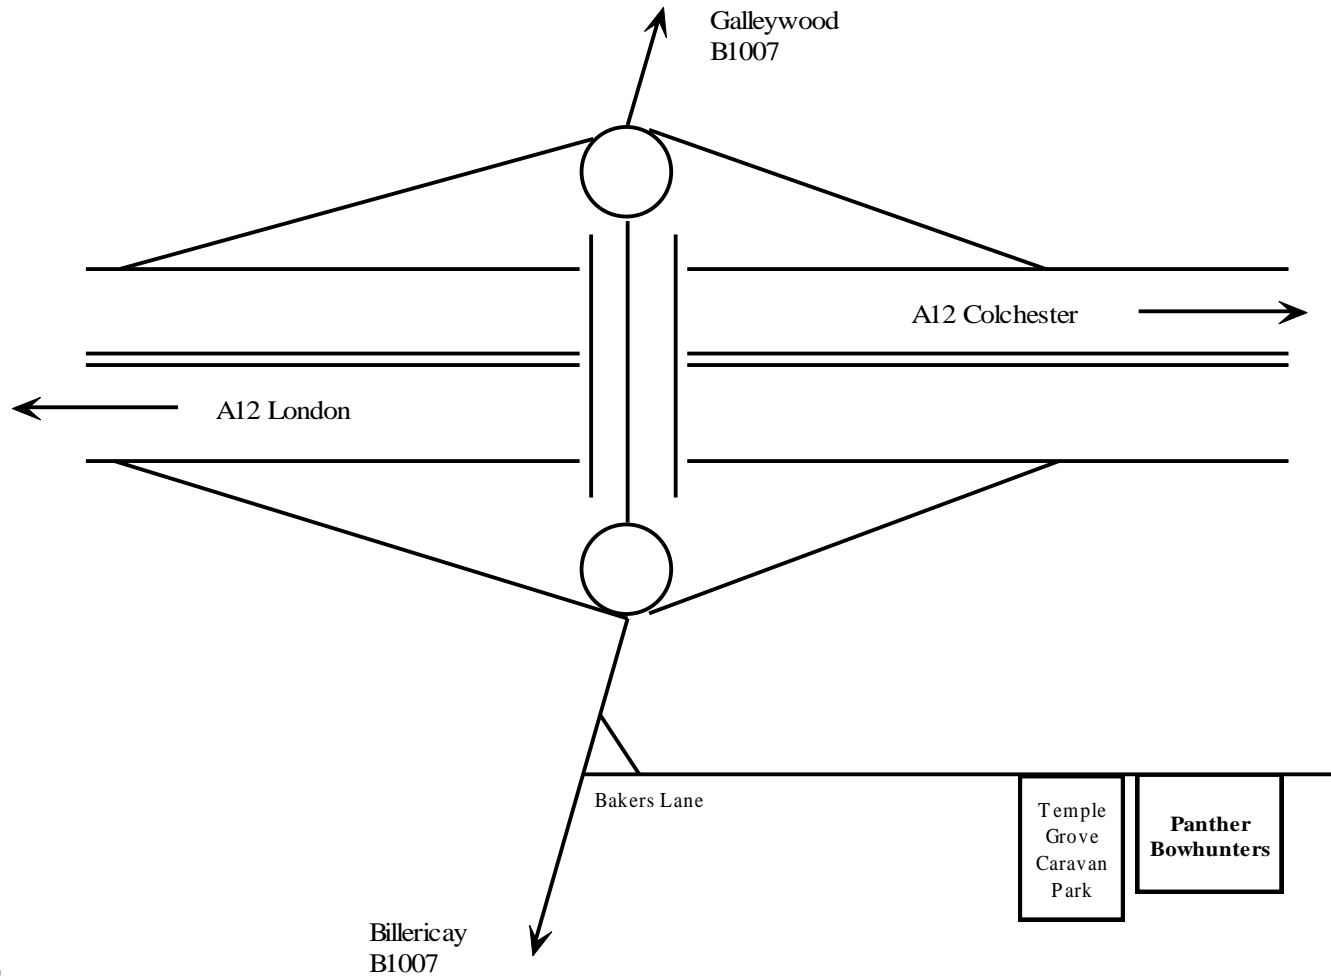 Galleywood
B1007
A12 Colchester
A12 London
Bakers Lane
Temple
Grove
Caravan
Park
Panther
Bowhunters
Billericay
B1007